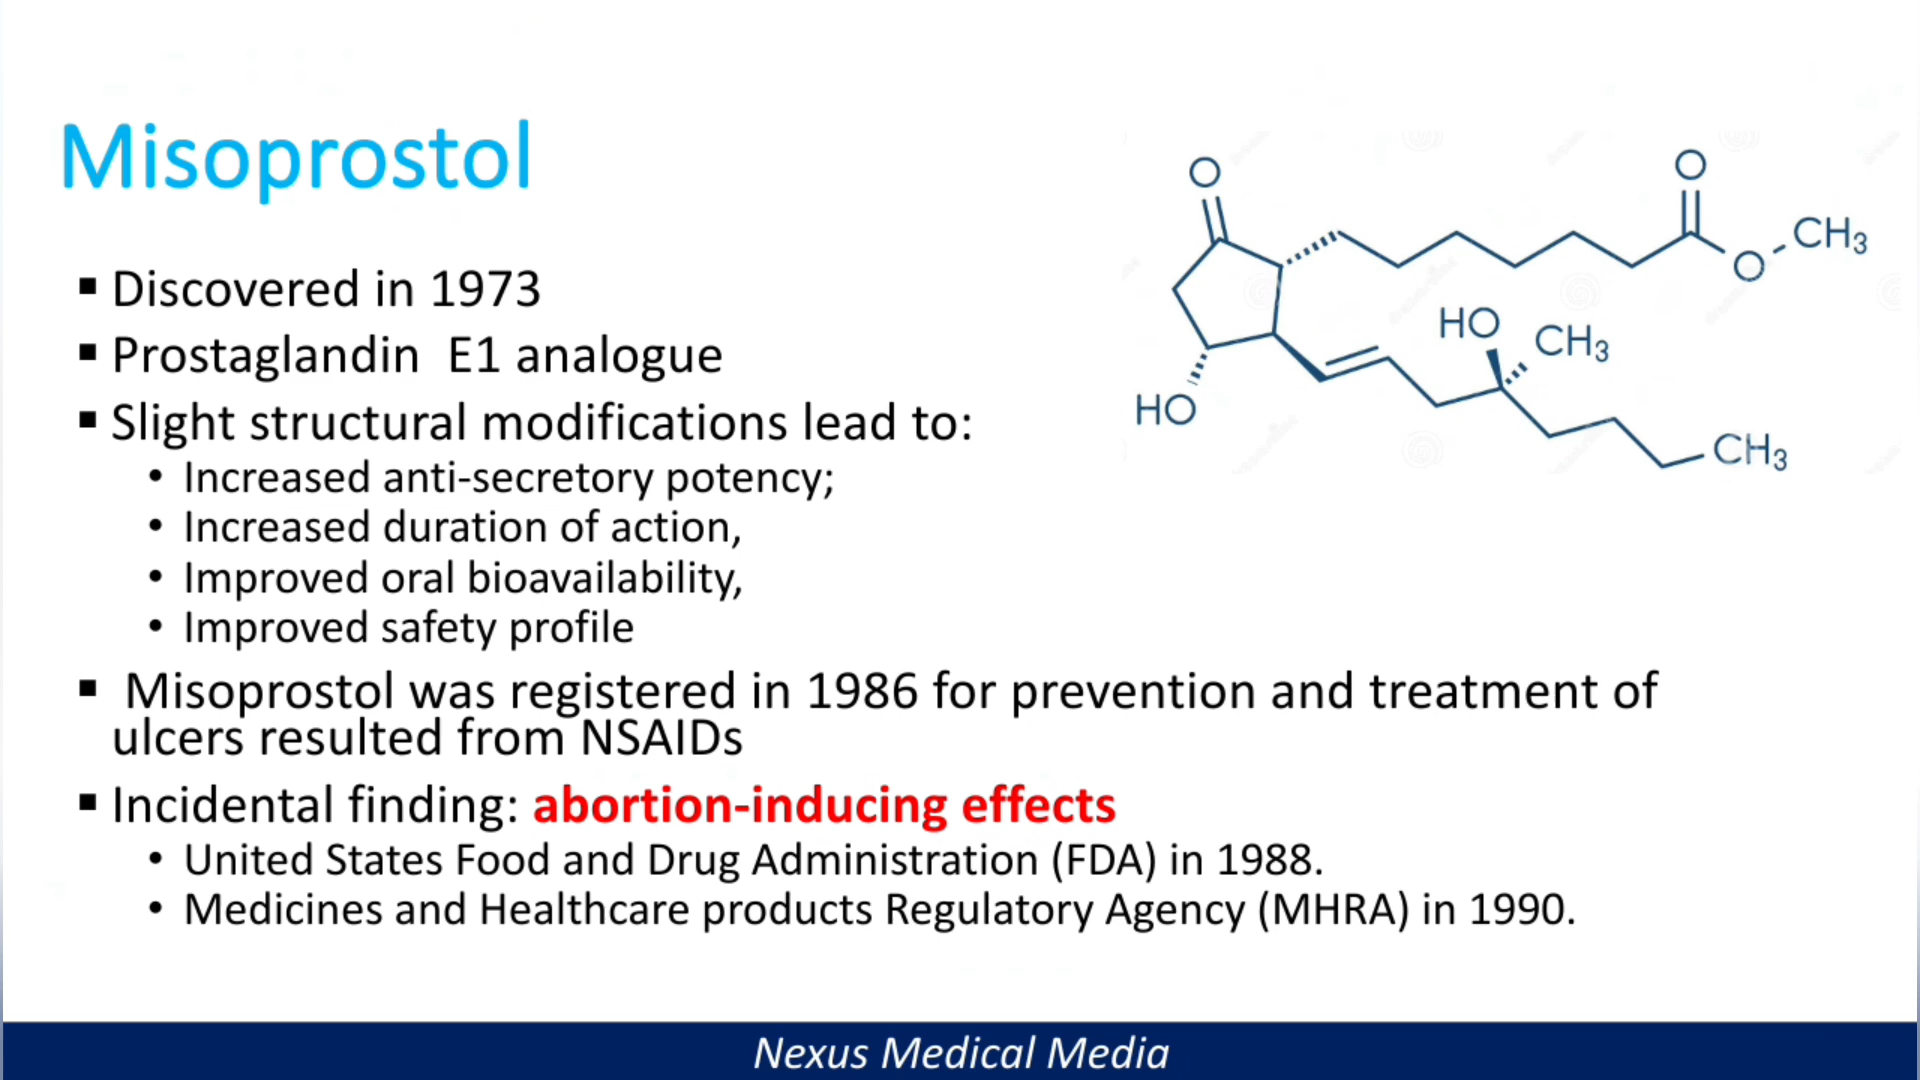 Misoprostol
▪ Discovered in 1973
▪ Prostaglandin  E1 analogue
▪ Slight structural modifications lead to:
• Increased anti-secretory potency;
• Increased duration of action,
• Improved oral bioavailability,
• Improved safety profile
▪ Misoprostol was registered in 1986 for prevention and treatment of
ulcers resulted from NSAIDs
▪ Incidental finding: abortion-inducing effects
• United States Food and Drug Administration (FDA) in 1988.
• Medicines and Healthcare products Regulatory Agency (MHRA) in 1990.
O
O
CH3
O
HO
CH3
HO
CH3
Nexus Medical Media